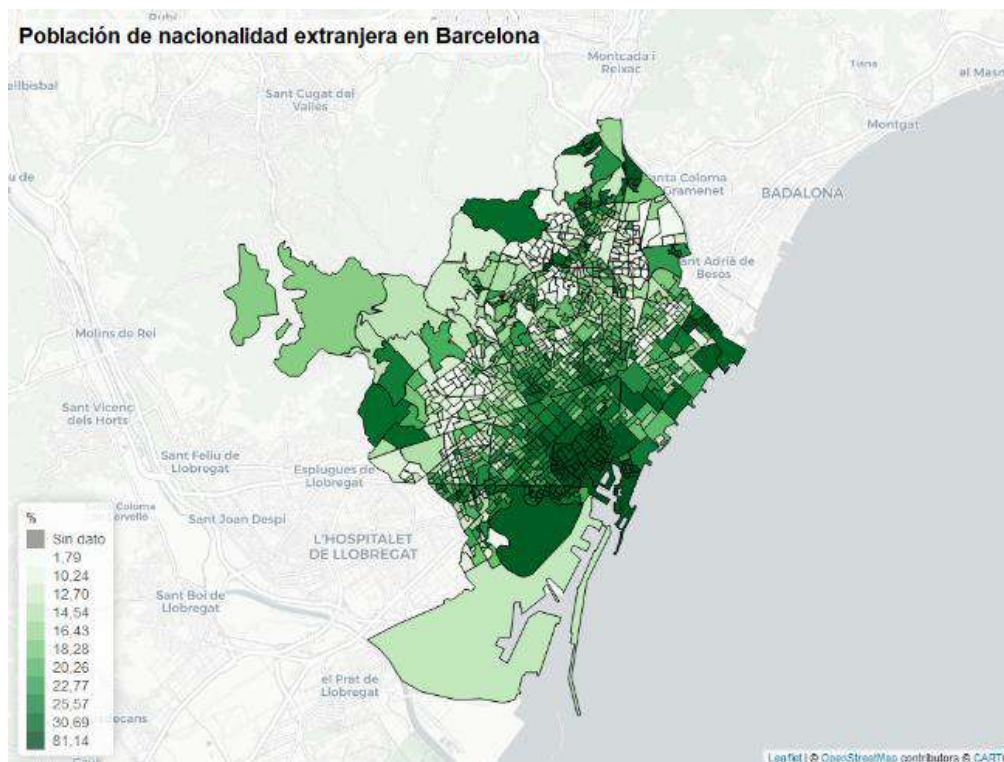 Población de nacionalidad extranjera en Barcelona
Montcada i
Reixac
Tiana
el Masn
Sant Cugat del
Valles
Montgat
Santa Coloma
Gramenet
BADALONA
Sant Adrià de
Besòs
Molins de Rei
Sant Vicenç
dels Horts
Sant Feliu de
Llobregat
Esplugues de
Llobregat
Sant Joan Despí
L'HOSPITALET
DE LLOBREGAT
Sant Boi de
Llobregat
el Prat de
Llobregat
%
Sin dato
1,79
10,24
12,70
14,54
16,43
18,28
20,26
22,77
25,57
30,69
81,14
Leaflet | © OpenStreetMap contributors © CARTO